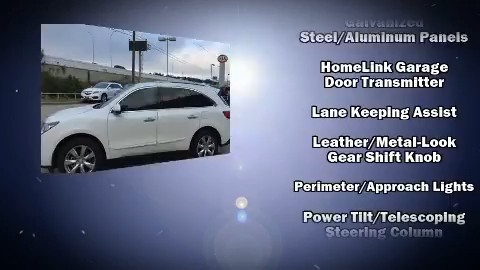 Galvanized
Steel/Aluminum Panels
HomeLink Garage
Door Transmitter
Lane Keeping Assist
Leather/Metal-Look
Gear Shift Knob
Perimeter/Approach Lights
Power Tilt/Telescoping
Steering Column